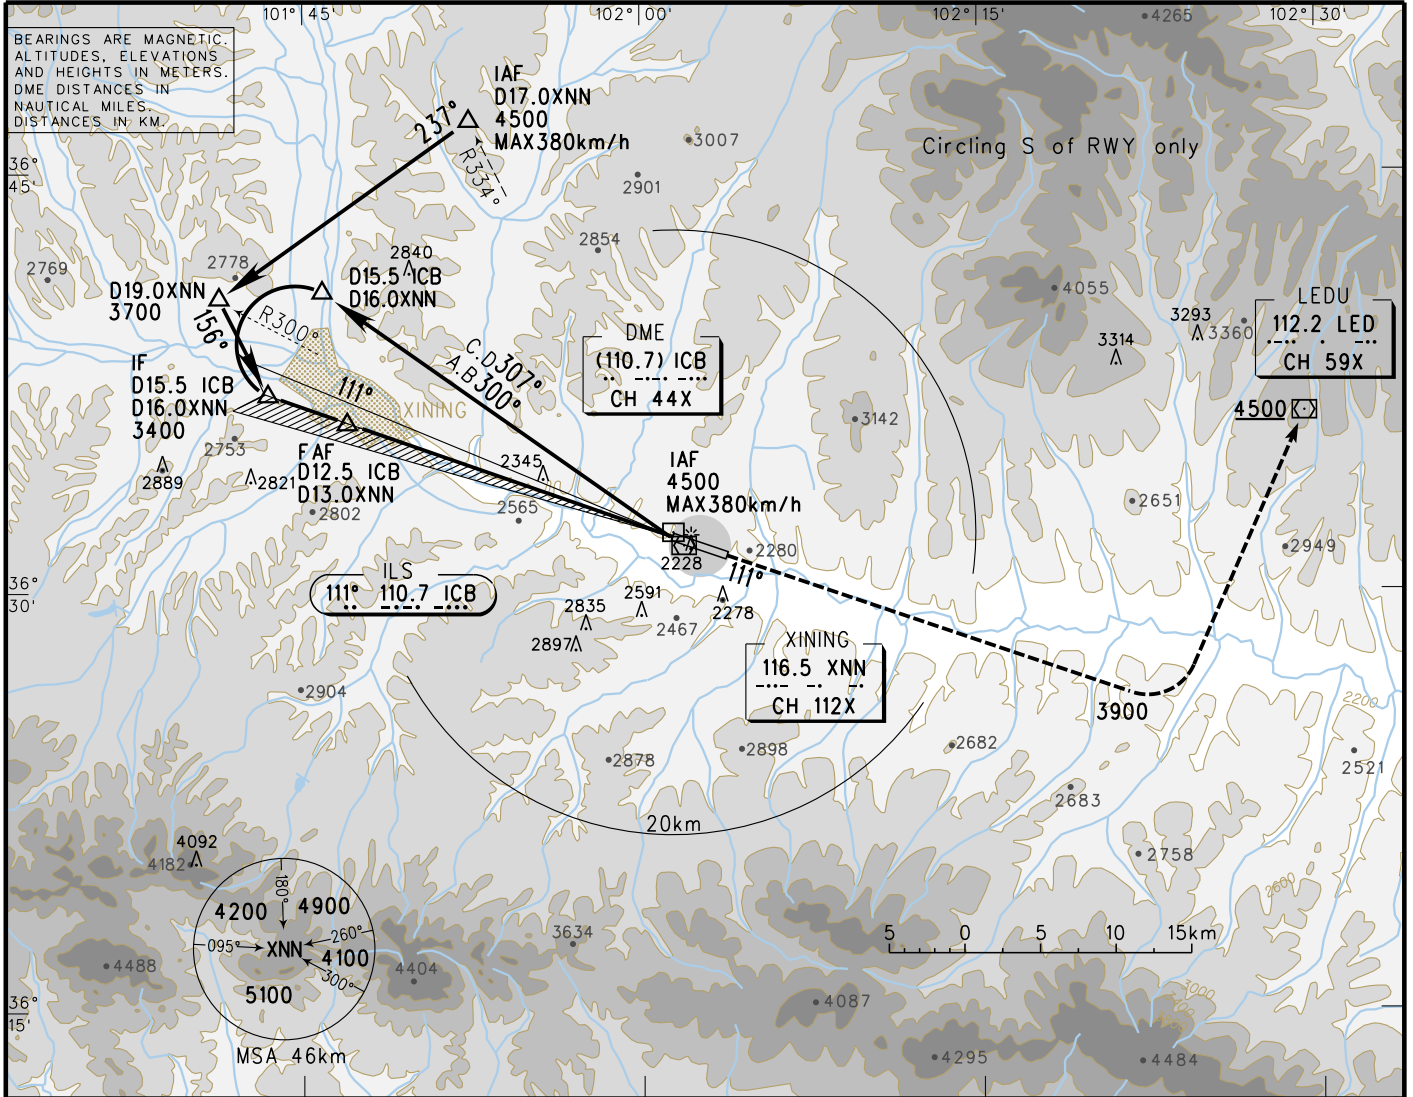 101° 45'
102° 00'
102° 15'
102° 30'
BEARINGS ARE MAGNETIC.
ALTITUDES, ELEVATIONS
AND HEIGHTS IN METERS.
DME DISTANCES IN
NAUTICAL MILES.
DISTANCES IN KM.
4265
IAF
D17.0XNN
4500
MAX380km/h
237°
R334°
3007
2901
Circling S of RWY only
36°
45'
2854
2840
2778
2769
D15.5 ICB
D16.0XNN
D19.0XNN
3700
156°
R300°
4055
3293
3360
3314
LEDU
112.2 LED
CH 59X
DME
(110.7) ICB
CH 44X
C.D307°
A.B300°
IF
D15.5 ICB
D16.0XNN
3400
111°
XINING
4500
3142
2753
2889
2821
FAF
D12.5 ICB
D13.0XNN
2802
2345
2565
IAF
4500
MAX380km/h
2651
2949
2280
2228
111°
36°
30'
ILS
111° 110.7 ICB
2591
2835
2897
2467
2278
XINING
116.5 XNN
CH 112X
2904
3900
2200
2878
2898
2682
2521
2683
20km
2758
2600
4092
4182
180°
4200
4900
095°
XNN
260°
4100
300°
5100
MSA 46km
4488
4404
3634
5 0 5 10 15km
3000
4087
36°
15'
4295
4484